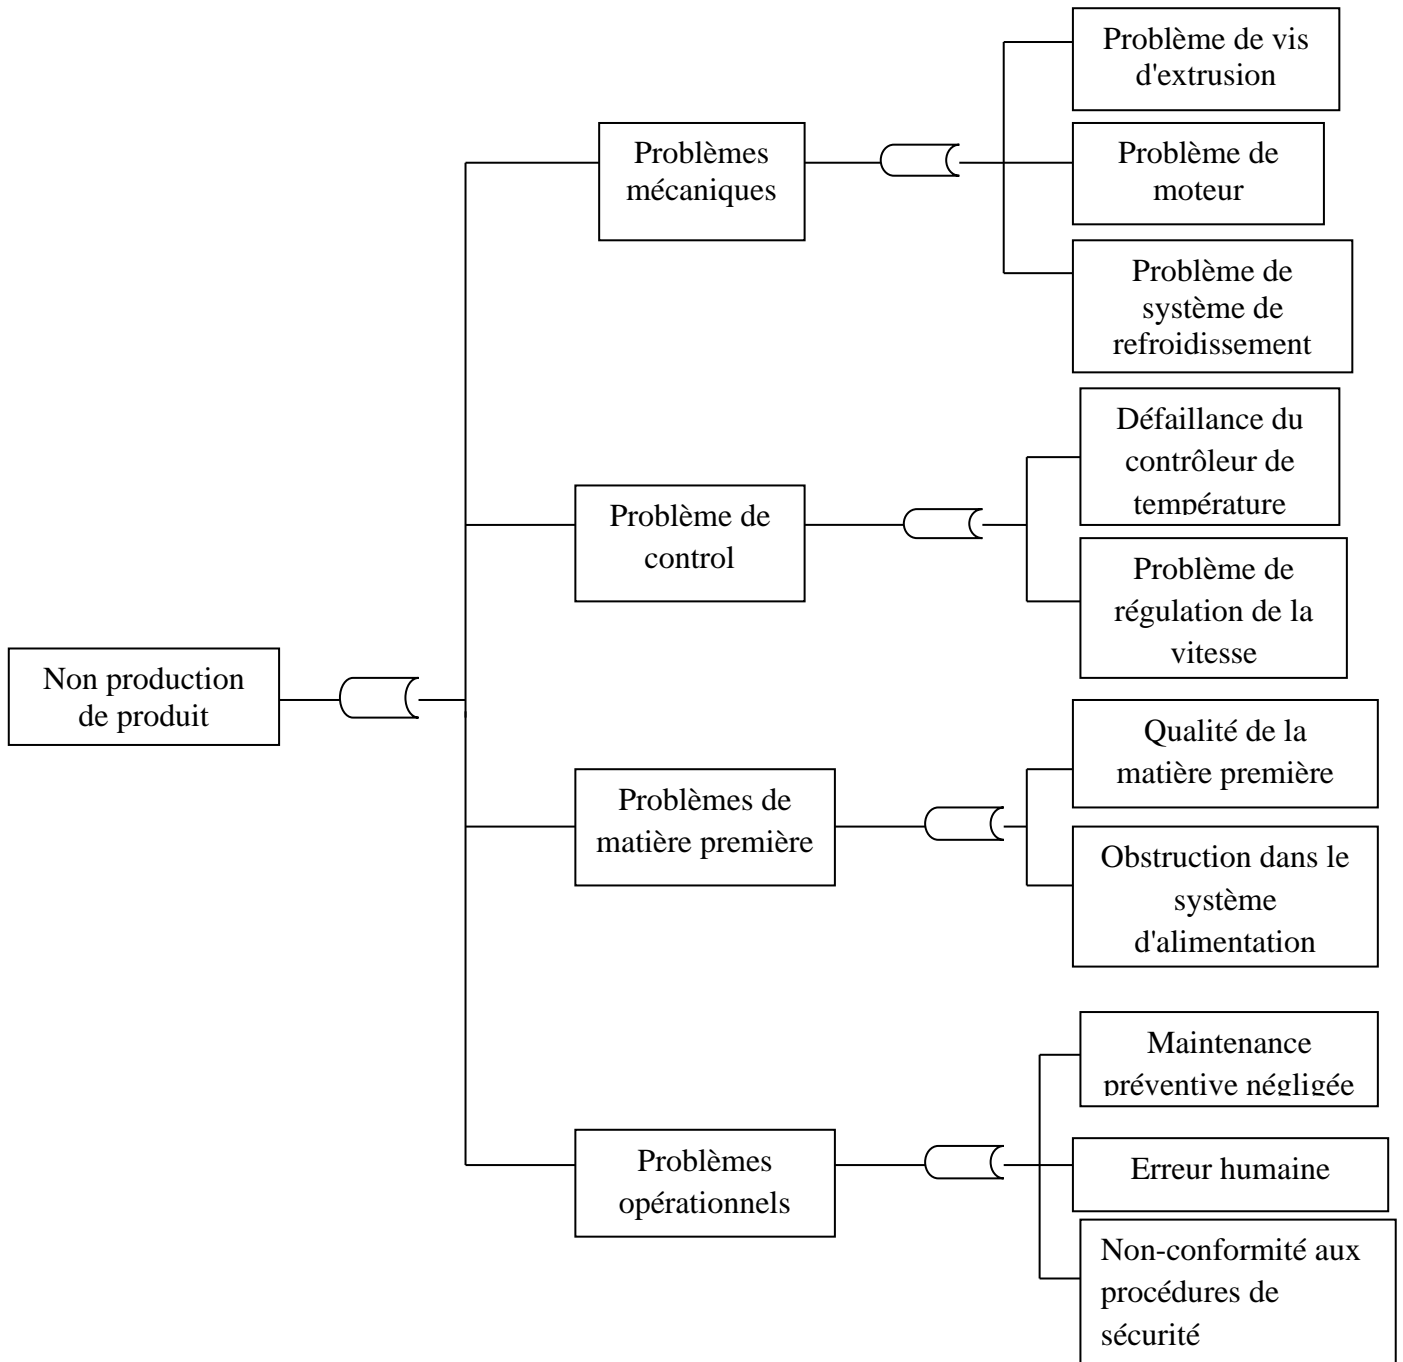 Problème de vis
d'extrusion
Problèmes
mécaniques
Problème de
moteur
Problème de
système de
refroidissement
Défaillance du
contrôleur de
température
Problème de
control
Problème de
régulation de la
vitesse
Non production
de produit
Qualité de la
matière première
Problèmes de
matière première
Obstruction dans le
système
d'alimentation
Maintenance
préventive négligée
Problèmes
opérationnels
Erreur humaine
Non-conformité aux
procédures de
sécurité